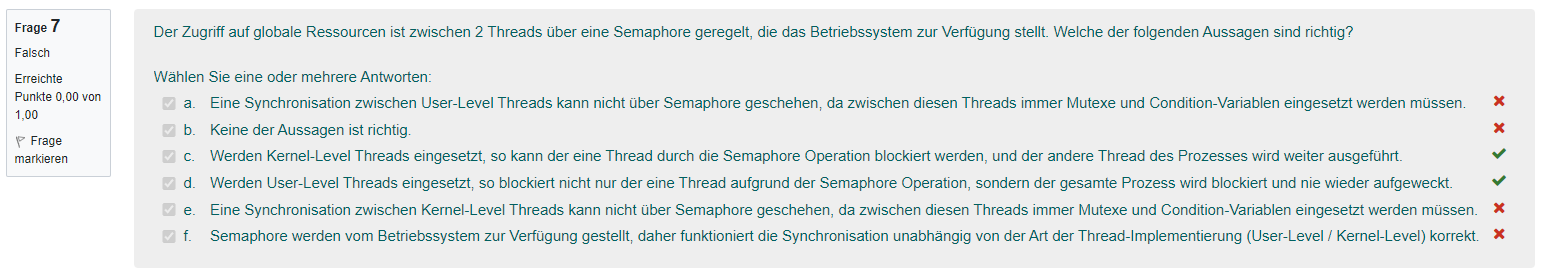 Frage 7
Falsch
Erreichte
Punkte 0,00 von
1,00
Frage
markieren
Der Zugriff auf globale Ressourcen ist zwischen 2 Threads über eine Semaphore geregelt, die das Betriebssystem zur Verfügung stellt. Welche der folgenden Aussagen sind richtig?
Wählen Sie eine oder mehrere Antworten:
a. Eine Synchronisation zwischen User-Level Threads kann nicht über Semaphore geschehen, da zwischen diesen Threads immer Mutexe und Condition-Variablen eingesetzt werden müssen.
b. Keine der Aussagen ist richtig.
c. Werden Kernel-Level Threads eingesetzt, so kann der eine Thread durch die Semaphore Operation blockiert werden, und der andere Thread des Prozesses wird weiter ausgeführt.
d. Werden User-Level Threads eingesetzt, so blockiert nicht nur der eine Thread aufgrund der Semaphore Operation, sondern der gesamte Prozess wird blockiert und nie wieder aufgeweckt.
e. Eine Synchronisation zwischen Kernel-Level Threads kann nicht über Semaphore geschehen, da zwischen diesen Threads immer Mutexe und Condition-Variablen eingesetzt werden müssen.
f. Semaphore werden vom Betriebssystem zur Verfügung gestellt, daher funktioniert die Synchronisation unabhängig von der Art der Thread-Implementierung (User-Level / Kernel-Level) korrekt.